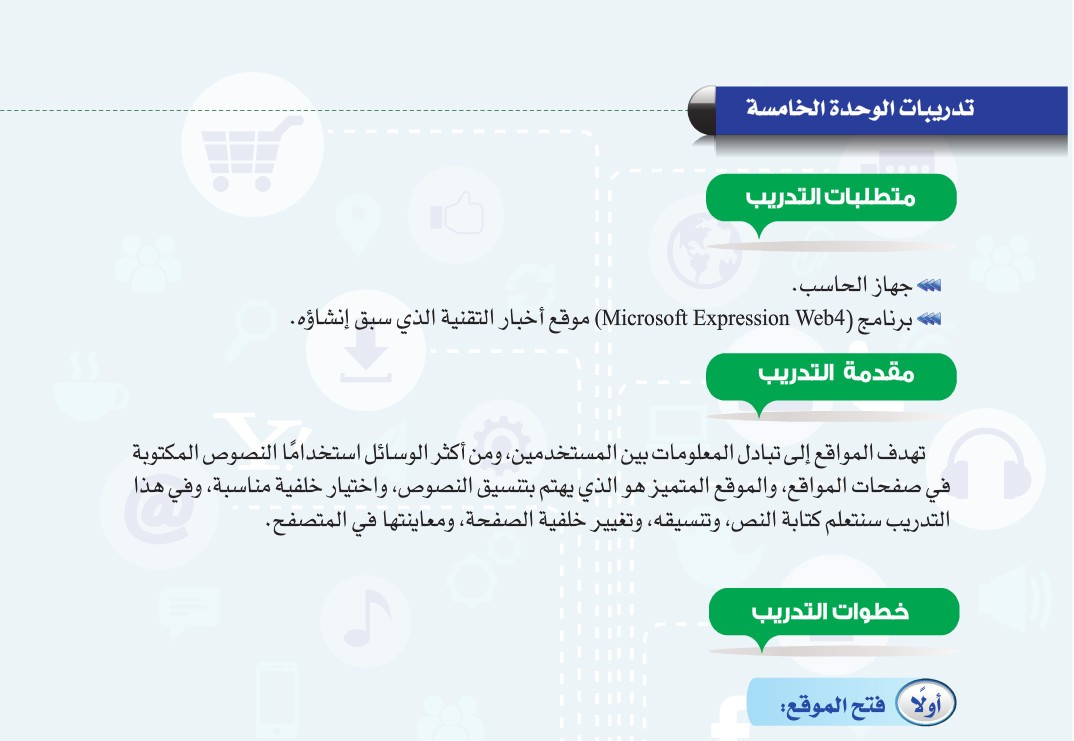 تدريبات الوحدة الخامسة
متطلبات التدريب
جهاز الحاسب.
برنامج (Microsoft Expression Web4) موقع أخبار التقنية الذي سبق إنشاؤه.
مقدمة التدريب
تهدف المواقع إلى تبادل المعلومات بين المستخدمين، ومن أكثر الوسائل استخدامًا النصوص المكتوبة
في صفحات المواقع، والموقع المتميز هو الذي يهتم بتنسيق النصوص، واختيار خلفية مناسبة، وفي هذا
التدريب سنتعلم كتابة النص، وتنسيقه، وتغيير خلفية الصفحة، ومعاينتها في المتصفح.
خطوات التدريب
أولًا فتح الموقع: